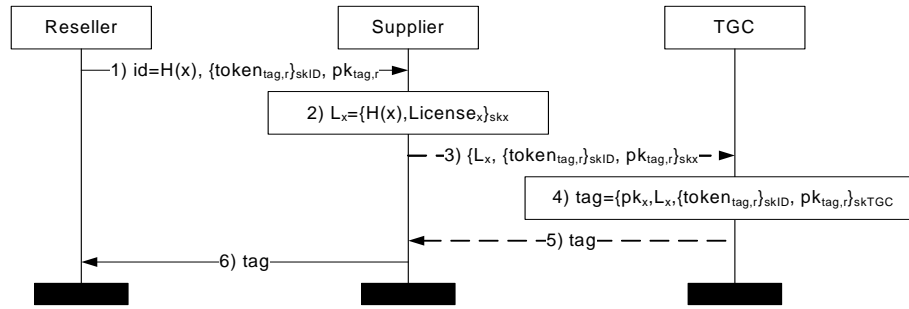 Reseller
Supplier
TGC
1) id=H(x), {token_tag,r}_skID, pk_tag,r
2) L_x={H(x),License_x}_skx
3) {L_x, {token_tag,r}_skID, pk_tag,r}_skx
4) tag={pk_x,L_x,{token_tag,r}_skID, pk_tag,r}_skTGC
5) tag
6) tag